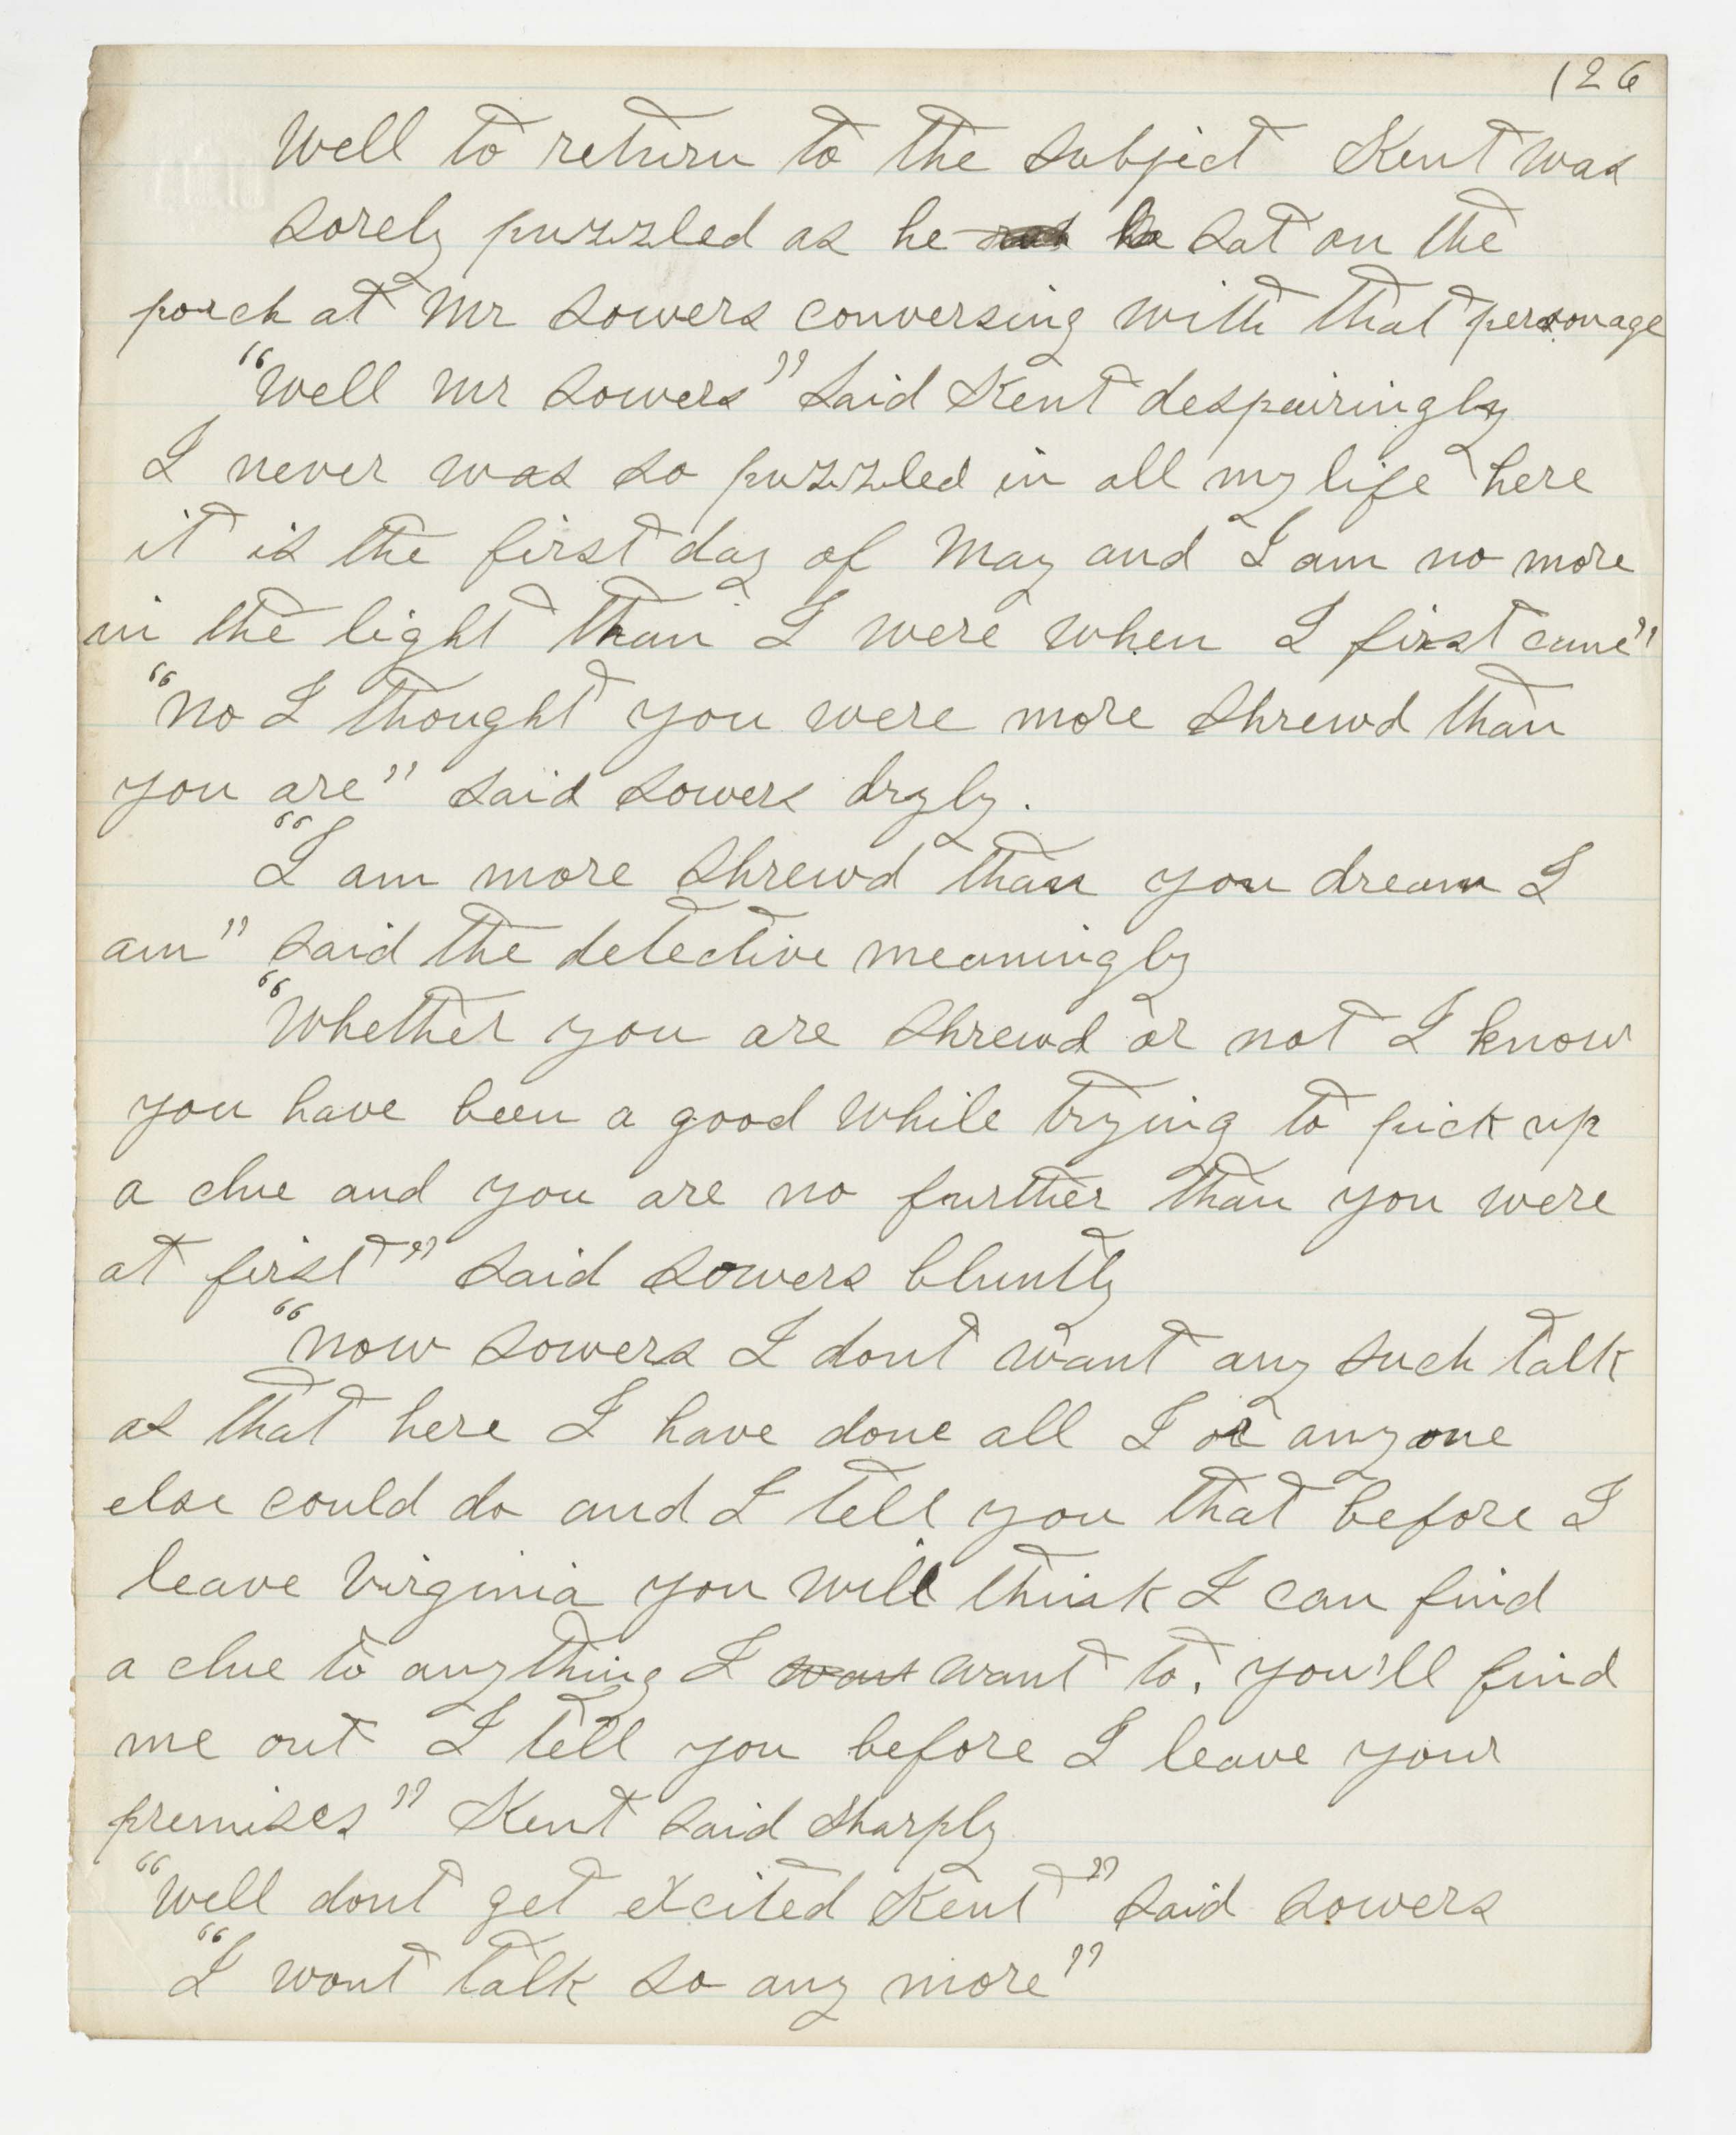 126
Well to return to the subject Kent was
sorely puzzled as he sat on the
porch at Mr Sowers conversing with that personage
"Well Mr Sowers" said Kent despairingly
I never was so puzzled in all my life here
it is the first day of May and I am no more
in the light than I were when I first came"
"no I thought you were more shrewd than
you are" said Sowers dryly.
"I am more shrewd than you dream I
am" said the detective meaningly
"Whether you are shrewd or not I know
you have been a good while trying to pick up
a clue and you are no further than you were
at first" said Sowers bluntly
"now Sowers I dont want any such talk
as that here I have done all I or anyone
else could do and I tell you that before I
leave Virginia you will think I can find
a clue to anything I want want to. you'll find
me out I tell you before I leave your
premises" Kent said sharply
"Well dont get excited Kent" said Sowers
"I wont talk so any more"